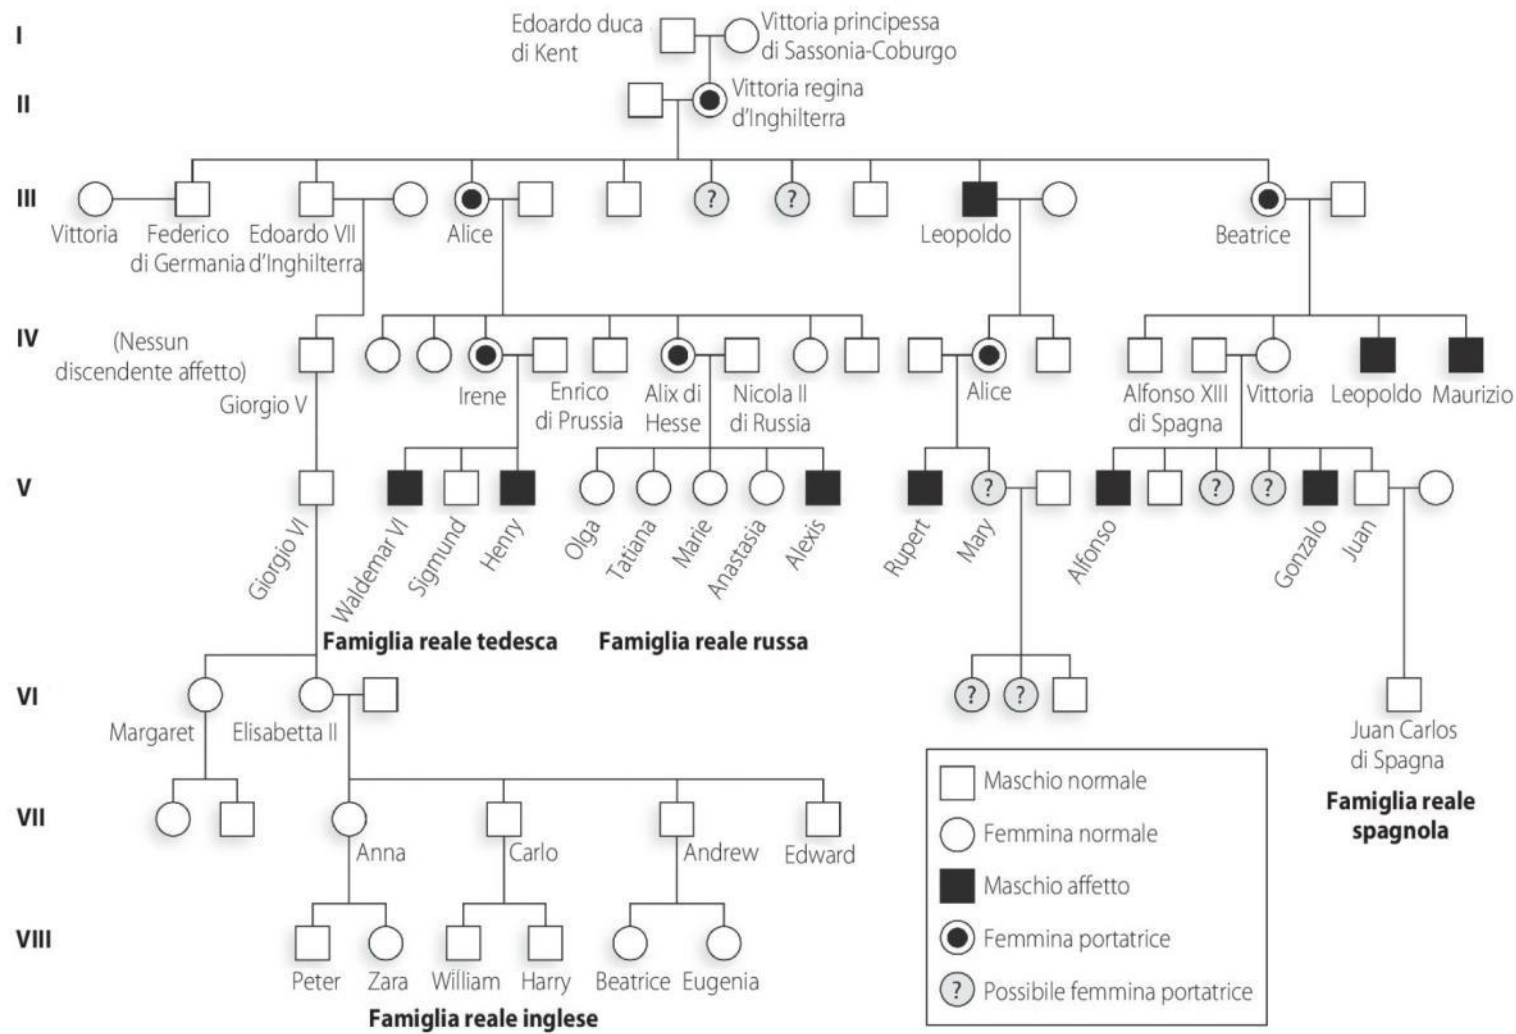 I
Edoardo duca
di Kent
Vittoria principessa
di Sassonia-Coburgo
II
Vittoria regina
d'Inghilterra
III
?
?
Vittoria
Federico
di Germania
Edoardo VII
d'Inghilterra
Alice
Leopoldo
Beatrice
IV
(Nessun
discendente affetto)
Giorgio V
Irene
Enrico
di Prussia
Alix di
Hesse
Nicola II
di Russia
Alice
Alfonso XIII
di Spagna
Vittoria
Leopoldo
Maurizio
V
?
?
?
Giorgio VI
Waldemar VI
Sigmund
Henry
Olga
Tatiana
Marie
Anastasia
Alexis
Rupert
Mary
Alfonso
Gonzalo
Juan
Famiglia reale tedesca
Famiglia reale russa
VI
?
?
Margaret
Elisabetta II
Juan Carlos
di Spagna
Famiglia reale
spagnola
VII
Anna
Carlo
Andrew
Edward
VIII
Peter
Zara
William
Harry
Beatrice
Eugenia
Famiglia reale inglese
Maschio normale
Femmina normale
Maschio affetto
Femmina portatrice
? Possibile femmina portatrice